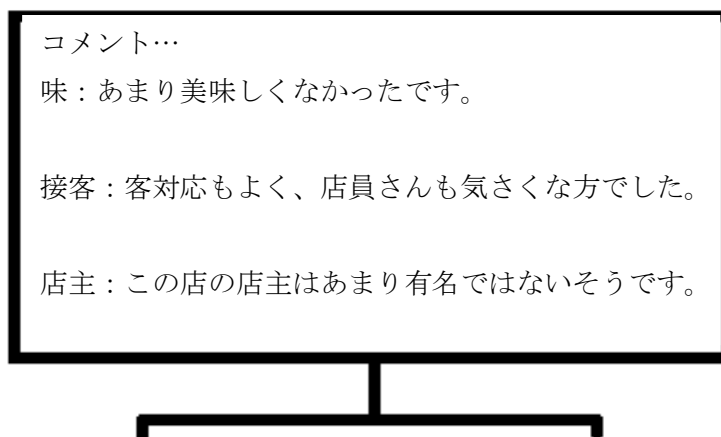 コメント…
味：あまり美味しくなかったです。
接客：客対応もよく、店員さんも気さくな方でした。
店主：この店の店主はあまり有名ではないそうです。